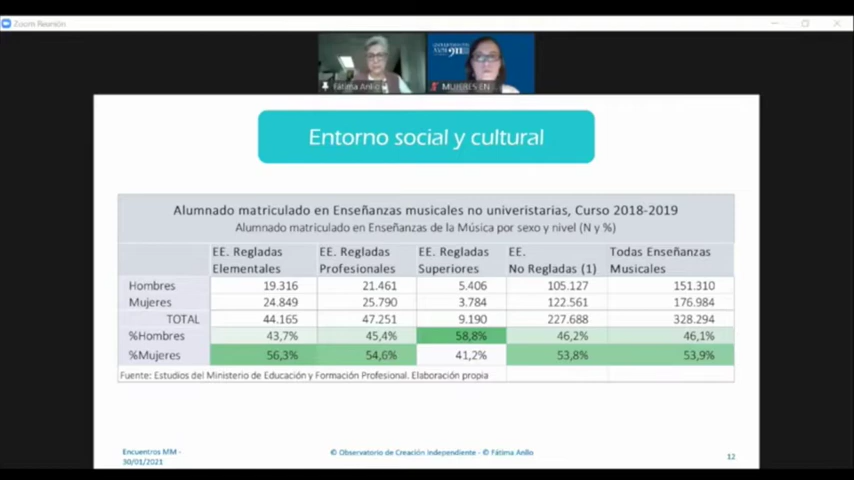 Zoom Reunión
Fátima Anllo
MUJERES EN
Entorno social y cultural
Alumnado matriculado en Enseñanzas musicales no univeristarias, Curso 2018-2019
Alumnado matriculado en Enseñanzas de la Música por sexo y nivel (N y %)
EE. Regladas Elementales EE. Regladas Profesionales EE. Regladas Superiores EE. No Regladas (1) Todas Enseñanzas Musicales
Hombres 19.316 21.461 5.406 105.127 151.310
Mujeres 24.849 25.790 3.784 122.561 176.984
TOTAL 44.165 47.251 9.190 227.688 328.294
%Hombres 43,7% 45,4% 58,8% 46,2% 46,1%
%Mujeres 56,3% 54,6% 41,2% 53,8% 53,9%
Fuente: Estudios del Ministerio de Educación y Formación Profesional. Elaboración propia
Encuentros MM -
30/01/2021
© Observatorio de Creación Independiente - © Fátima Anllo
12